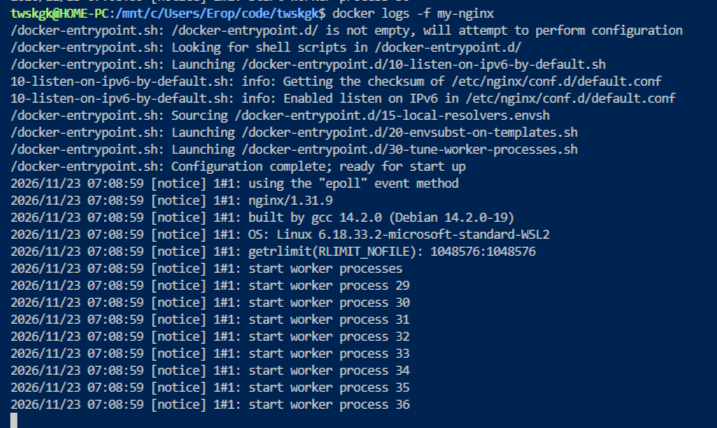 twskgk@HOME-PC:/mnt/c/Users/Егор/code/twskgk$ docker logs -f my-nginx
/docker-entrypoint.sh: /docker-entrypoint.d/ is not empty, will attempt to perform configuration
/docker-entrypoint.sh: Looking for shell scripts in /docker-entrypoint.d/
/docker-entrypoint.sh: Launching /docker-entrypoint.d/10-listen-on-ipv6-by-default.sh
10-listen-on-ipv6-by-default.sh: info: Getting the checksum of /etc/nginx/conf.d/default.conf
10-listen-on-ipv6-by-default.sh: info: Enabled listen on IPv6 in /etc/nginx/conf.d/default.conf
/docker-entrypoint.sh: Sourcing /docker-entrypoint.d/15-local-resolvers.envsh
/docker-entrypoint.sh: Launching /docker-entrypoint.d/20-envsubst-on-templates.sh
/docker-entrypoint.sh: Launching /docker-entrypoint.d/30-tune-worker-processes.sh
/docker-entrypoint.sh: Configuration complete; ready for start up
2026/11/23 07:08:59 [notice] 1#1: using the "epoll" event method
2026/11/23 07:08:59 [notice] 1#1: nginx/1.31.9
2026/11/23 07:08:59 [notice] 1#1: built by gcc 14.2.0 (Debian 14.2.0-19)
2026/11/23 07:08:59 [notice] 1#1: OS: Linux 6.18.33.2-microsoft-standard-WSL2
2026/11/23 07:08:59 [notice] 1#1: getrlimit(RLIMIT_NOFILE): 1048576:1048576
2026/11/23 07:08:59 [notice] 1#1: start worker processes
2026/11/23 07:08:59 [notice] 1#1: start worker process 29
2026/11/23 07:08:59 [notice] 1#1: start worker process 30
2026/11/23 07:08:59 [notice] 1#1: start worker process 31
2026/11/23 07:08:59 [notice] 1#1: start worker process 32
2026/11/23 07:08:59 [notice] 1#1: start worker process 33
2026/11/23 07:08:59 [notice] 1#1: start worker process 34
2026/11/23 07:08:59 [notice] 1#1: start worker process 35
2026/11/23 07:08:59 [notice] 1#1: start worker process 36